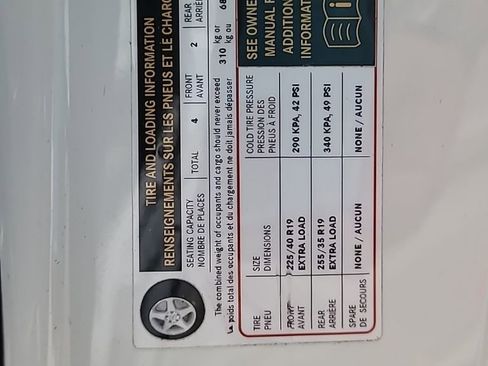 TIRE AND LOADING INFORMATION
RENSEIGNEMENTS SUR LES PNEUS ET LE CHARG
SEATING CAPACITY
NOMBRE DE PLACES
TOTAL 4
FRONT
AVANT
2
REAR
ARRIÈRE
The combined weight of occupants and cargo should never exceed
Le poids total des occupants et du chargement ne doit jamais dépasser
310 kg or
kg ou
68
TIRE
PNEU
SIZE
DIMENSIONS
COLD TIRE PRESSURE
PRESSION DES
PNEUS À FROID
FRONT
AVANT
225/40 R19
EXTRA LOAD
290 KPA, 42 PSI
REAR
ARRIERE
255/35 R19
EXTRA LOAD
340 KPA, 49 PSI
SPARE
DE SECOURS
NONE / AUCUN
NONE / AUCUN
SEE OWNE
MANUAL F
ADDITION
INFORMAT